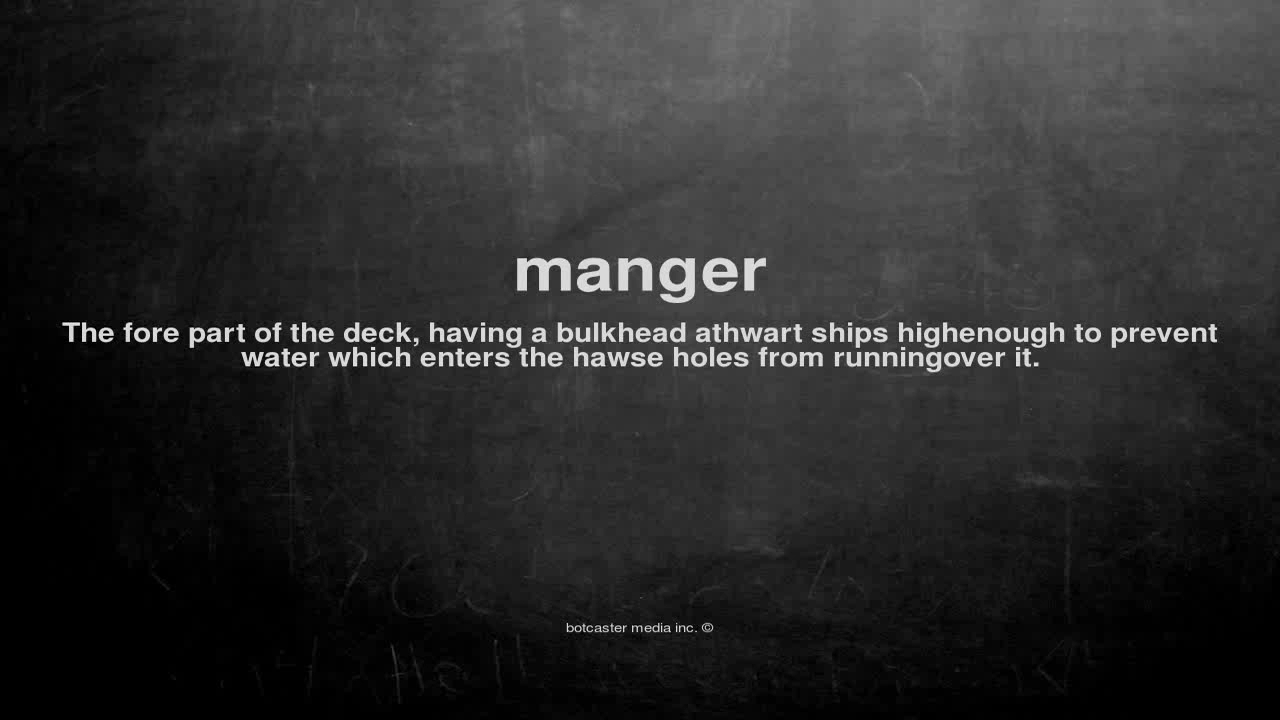 manger
The fore part of the deck, having a bulkhead athwart ships highenough to prevent
water which enters the hawse holes from runningover it.
botcaster media inc. ©